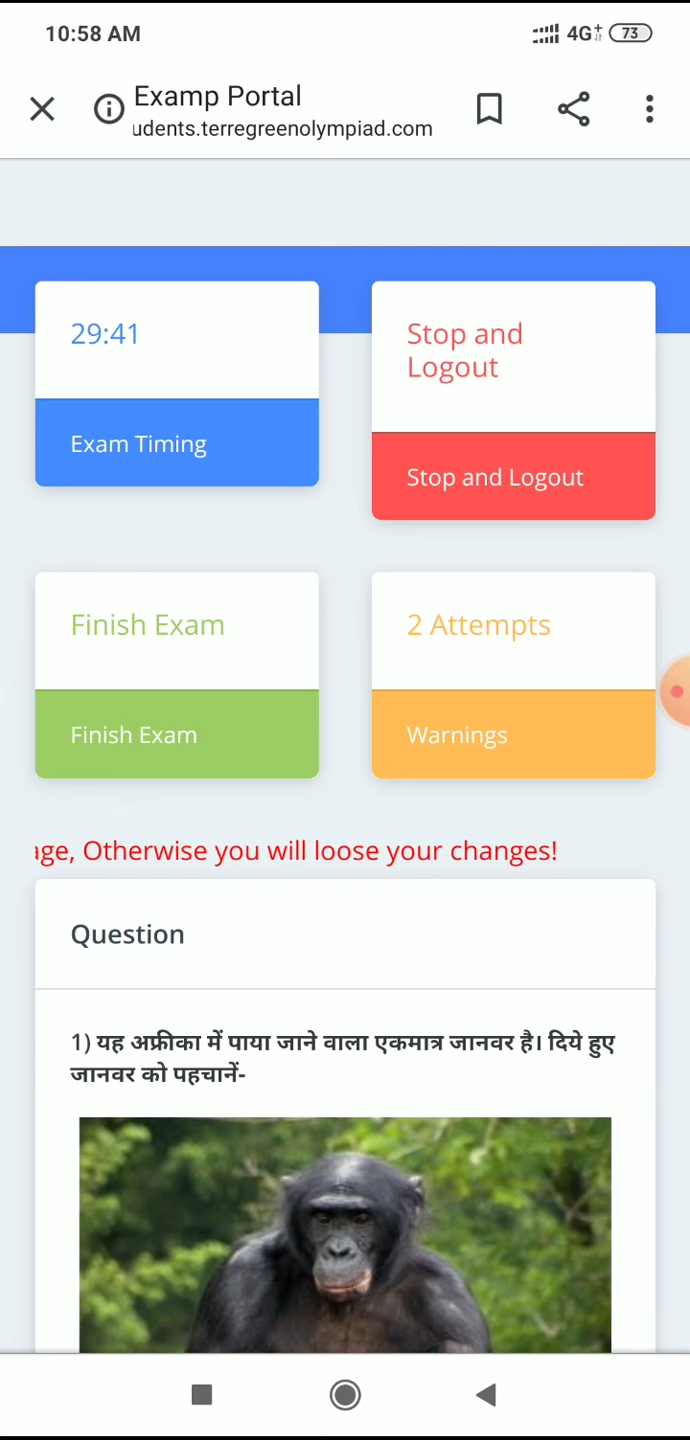 10:58 AM
4G+ 73
Examp Portal
udents.terregreenolympiad.com
29:41
Exam Timing
Stop and
Logout
Stop and Logout
Finish Exam
Finish Exam
2 Attempts
Warnings
age, Otherwise you will loose your changes!
Question
1) यह अफ्रीका में पाया जाने वाला एकमात्र जानवर है। दिये हुए
जानवर को पहचानें-